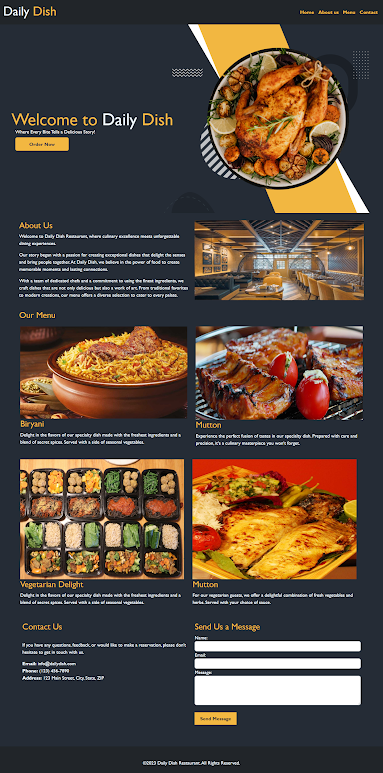 Daily Dish
Home About us Menu Contact
Welcome to Daily Dish
Where Every Bite Tells a Delicious Story!
Order Now
About Us
Welcome to Daily Dish Restaurant, where culinary excellence meets unforgettable
dining experiences.
Our story began with a passion for creating exceptional dishes that delight the senses
and bring people together. At Daily Dish, we believe in the power of food to create
memorable moments and lasting connections.
With a team of dedicated chefs and a commitment to using the finest ingredients, we
craft dishes that are not only delicious but also a work of art. From traditional favorites
to modern creations, our menu offers a diverse selection to cater to every palate.
Our Menu
Biryani
Delight in the flavors of our specialty dish made with the freshest ingredients and a
blend of secret spices. Served with a side of seasonal vegetables.
Mutton
Experience the perfect fusion of tastes in our specialty dish. Prepared with care and
precision, it's a culinary masterpiece you won't forget.
Vegetarian Delight
Delight in the flavors of our specialty dish made with the freshest ingredients and a
blend of secret spices. Served with a side of seasonal vegetables.
Mutton
For our vegetarian guests, we offer a delightful combination of fresh vegetables and
herbs. Served with your choice of sauce.
Contact Us
If you have any questions, feedback, or would like to make a reservation, please don't
hesitate to get in touch with us.
Email: info@dailydish.com
Phone: (123) 456-7890
Address: 123 Main Street, City, State, ZIP
Send Us a Message
Name:
Email:
Message:
Send Message
©2023 Daily Dish Restaurant. All Rights Reserved.